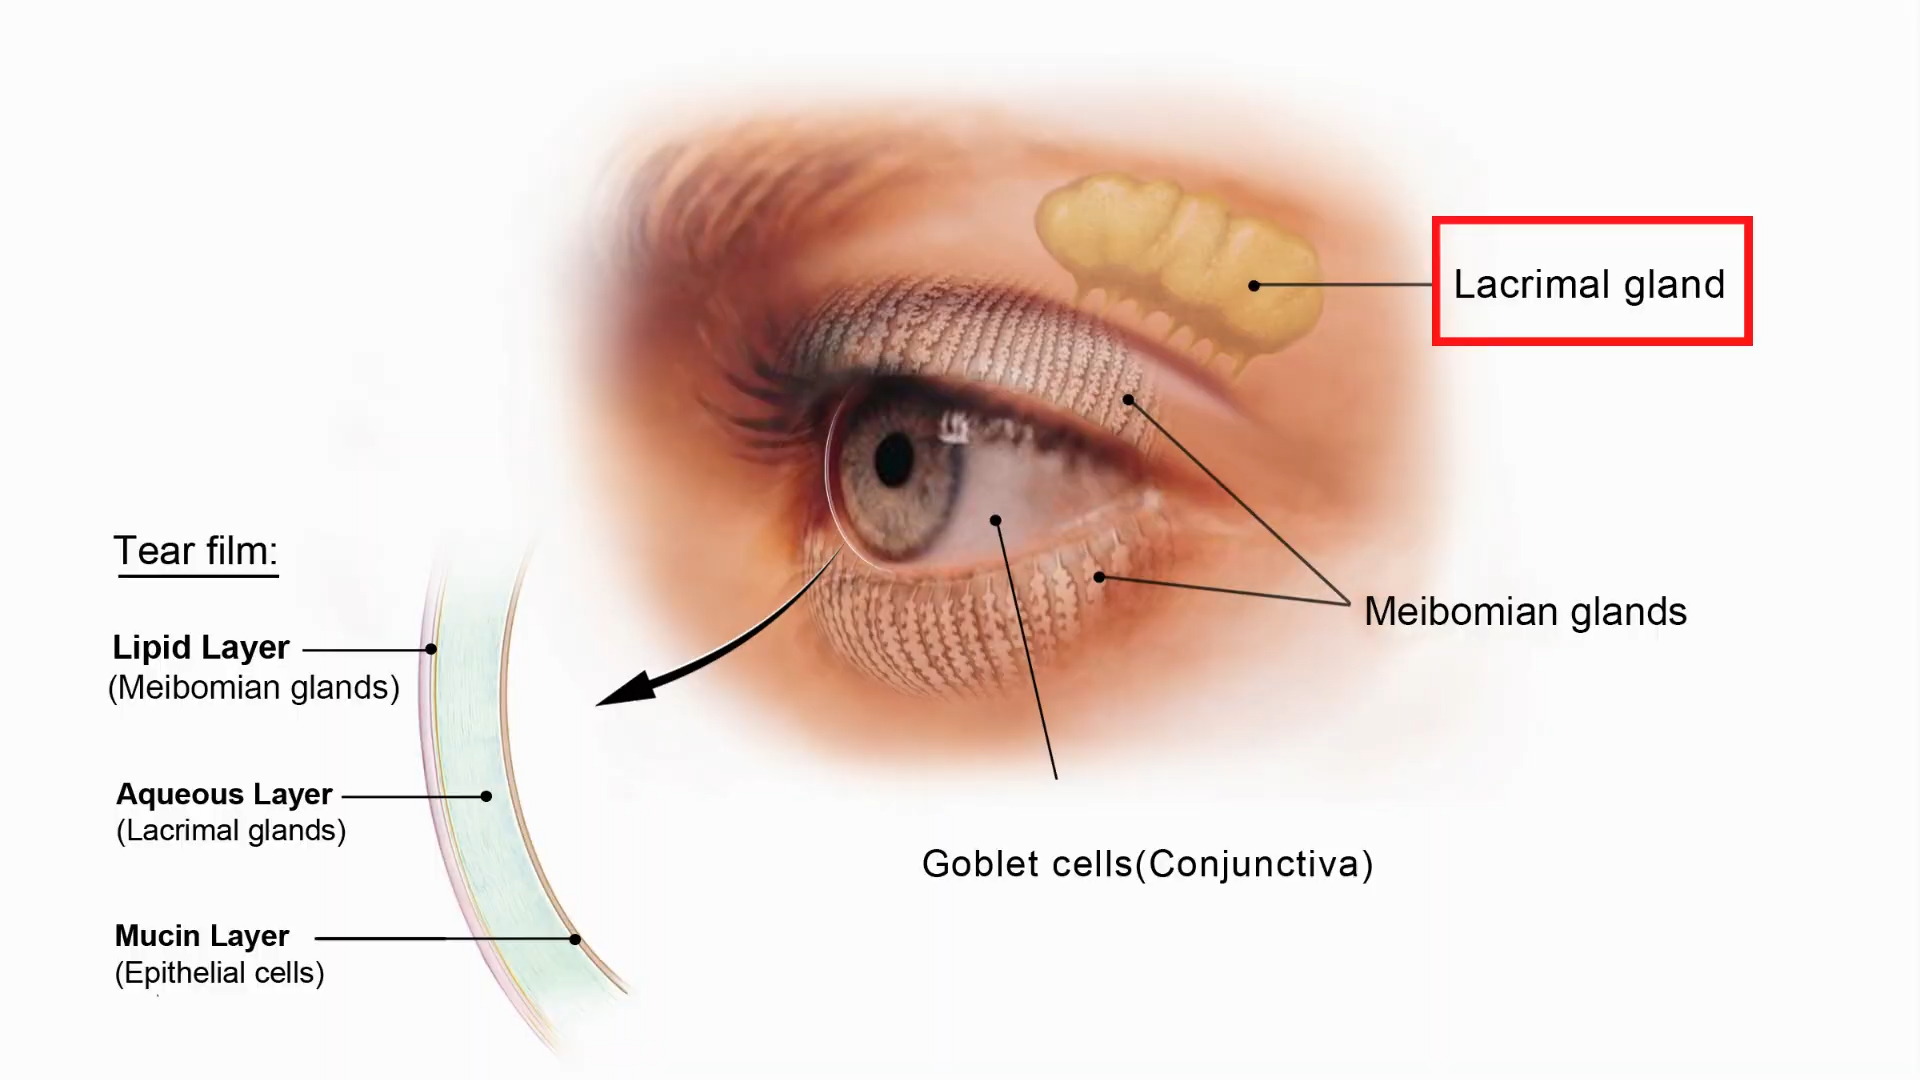 Lacrimal gland
Meibomian glands
Goblet cells(Conjunctiva)
Tear film:
Lipid Layer
(Meibomian glands)
Aqueous Layer
(Lacrimal glands)
Mucin Layer
(Epithelial cells)